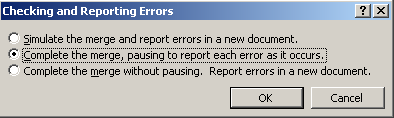 Checking and Reporting Errors
Simulate the merge and report errors in a new document.
Complete the merge, pausing to report each error as it occurs.
Complete the merge without pausing.  Report errors in a new document.
OK
Cancel